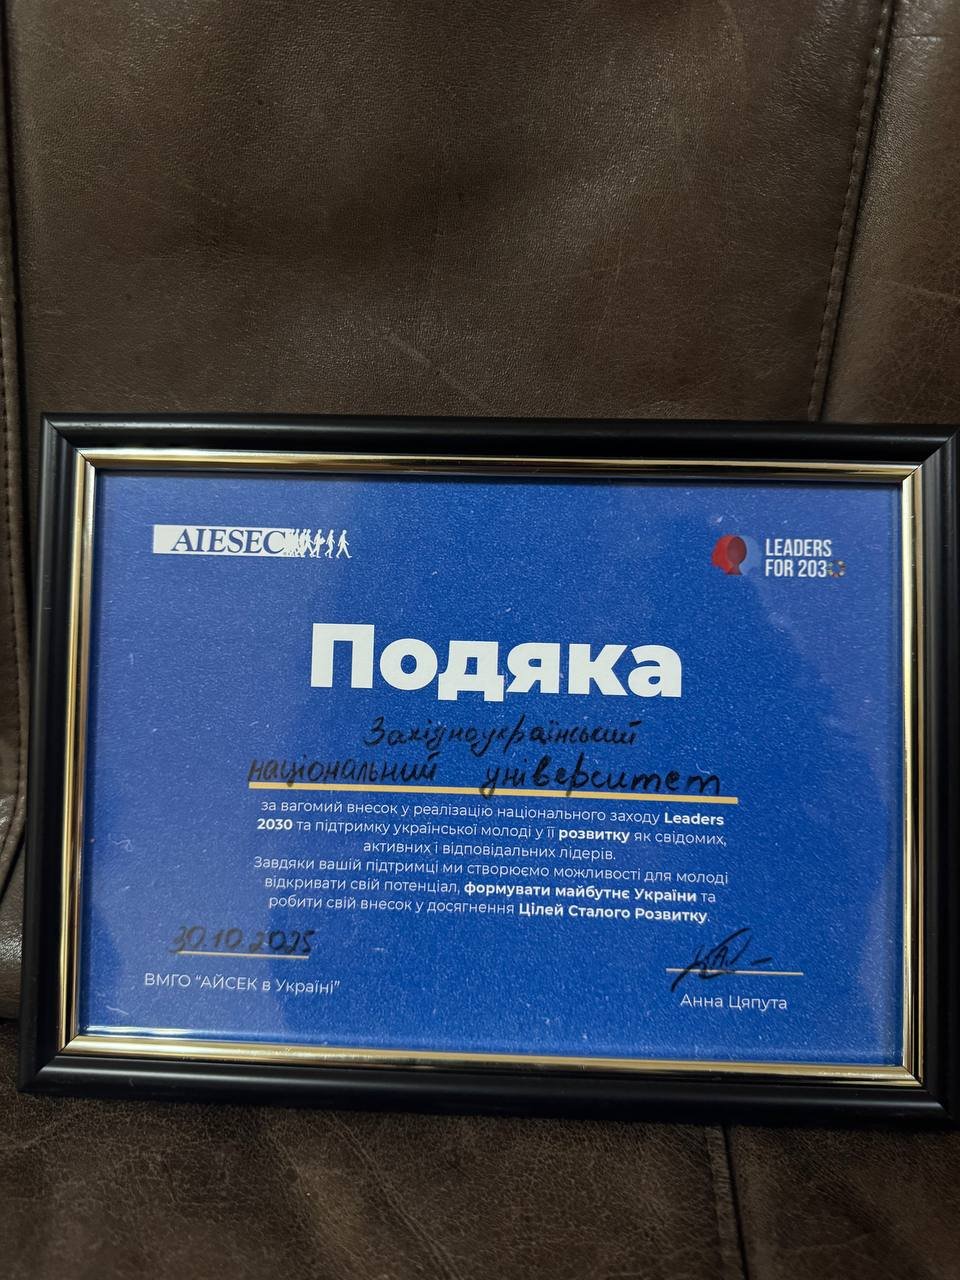 AIESEC
LEADERS
FOR 2030
Подяка
Західноукраїнський
національний університет
за вагомий внесок у реалізацію національного заходу Leaders
2030 та підтримку української молоді у її розвитку як свідомих,
активних і відповідальних лідерів.
Завдяки вашій підтримці ми створюємо можливості для молоді
відкривати свій потенціал, формувати майбутнє України та
робити свій внесок у досягнення Цілей Сталого Розвитку.
30.10.2025
ВМГО “АЙСЕК в Україні”
Анна Цяпута